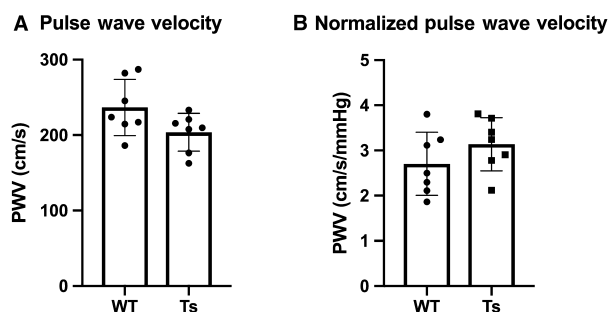 A Pulse wave velocity
PWV (cm/s)
300
200
100
0
WT Ts
B Normalized pulse wave velocity
PWV (cm/s/mmHg)
5
4
3
2
1
0
WT Ts